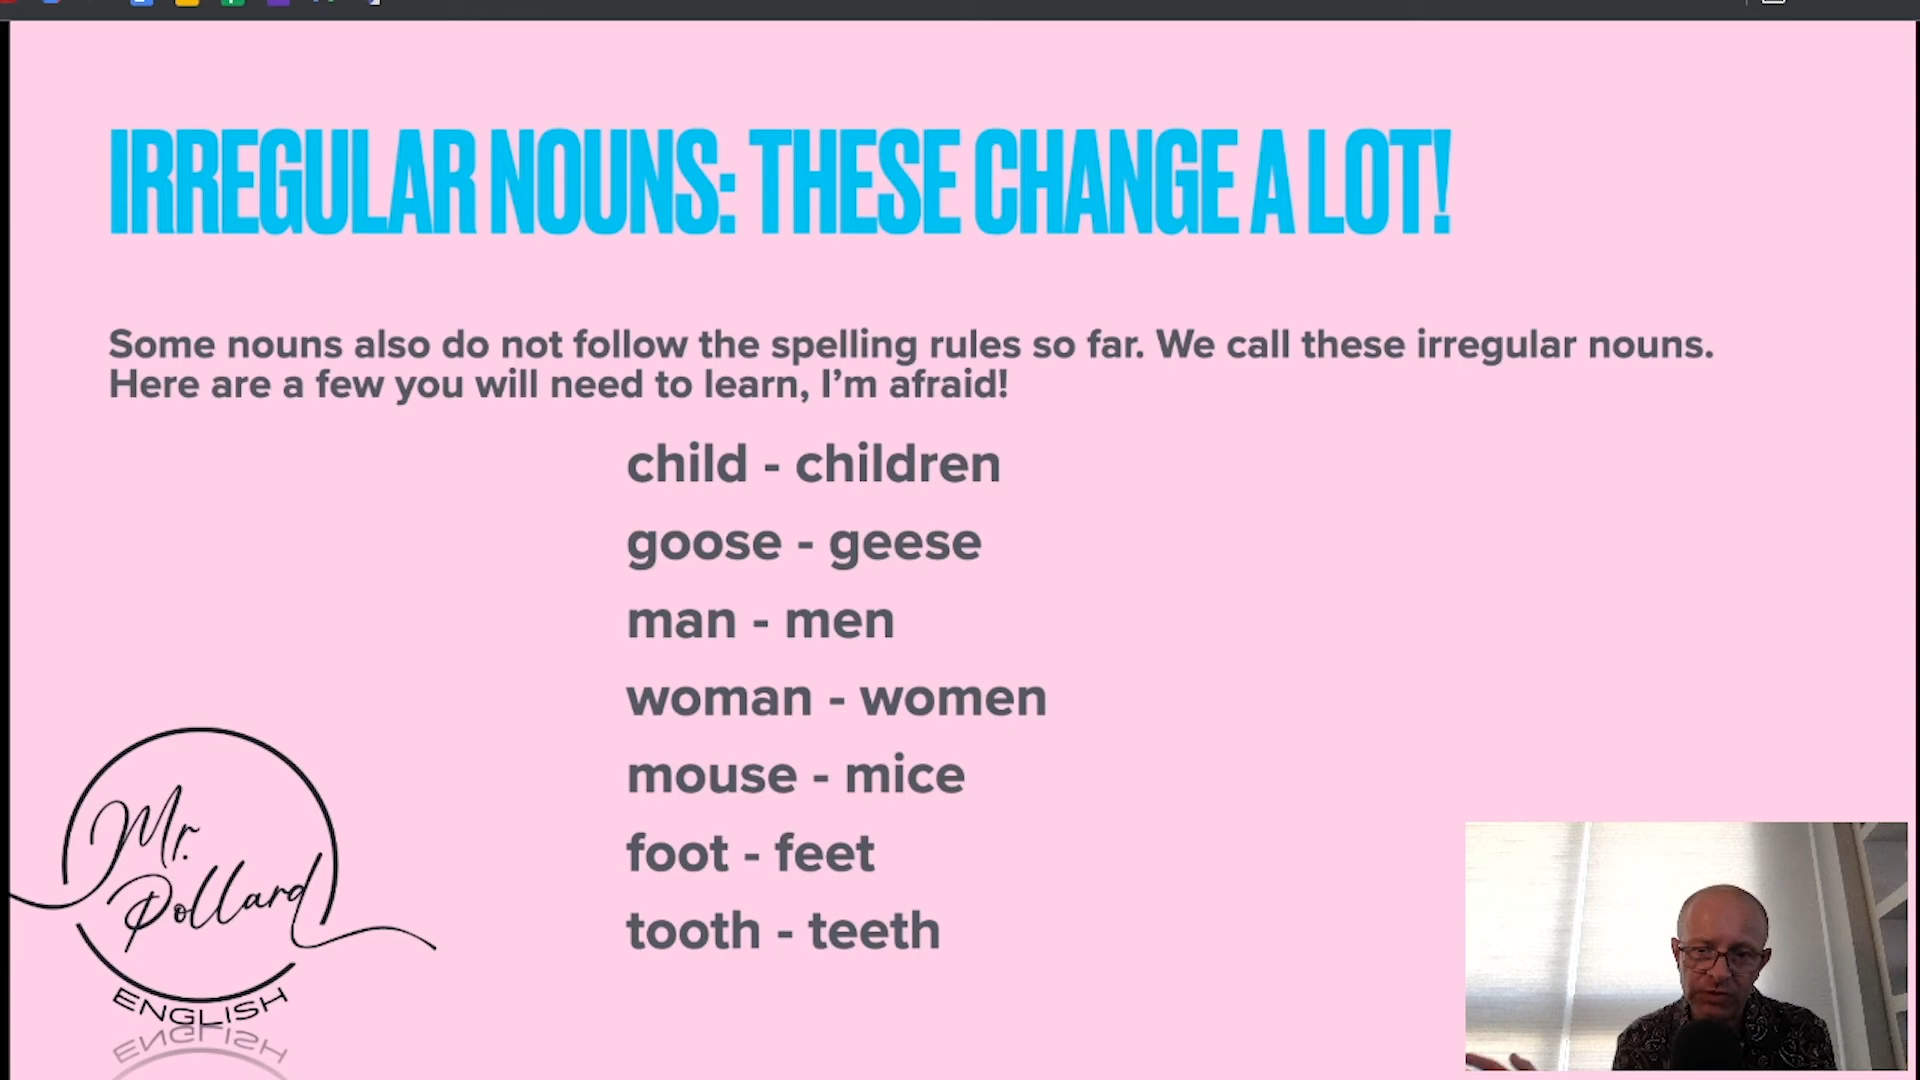 IRREGULAR NOUNS: THESE CHANGE A LOT!
Some nouns also do not follow the spelling rules so far. We call these irregular nouns.
Here are a few you will need to learn, I’m afraid!
child - children
goose - geese
man - men
woman - women
mouse - mice
foot - feet
tooth - teeth
Mr.
Pollard
ENGLISH